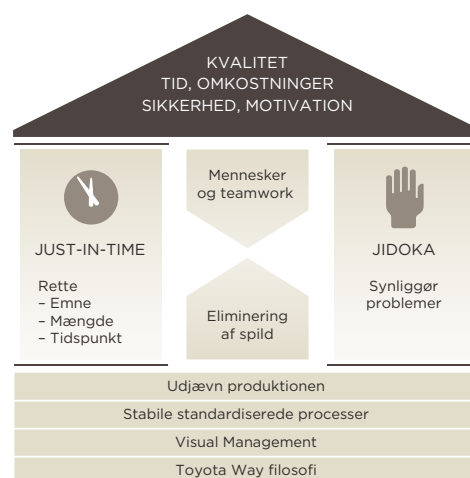 KVALITET
TID, OMKOSTNINGER
SIKKERHED, MOTIVATION
JUST-IN-TIME
Rette
– Emne
– Mængde
– Tidspunkt
Mennesker
og teamwork
Eliminering
af spild
JIDOKA
Synliggør
problemer
Udjævn produktionen
Stabile standardiserede processer
Visual Management
Toyota Way filosofi